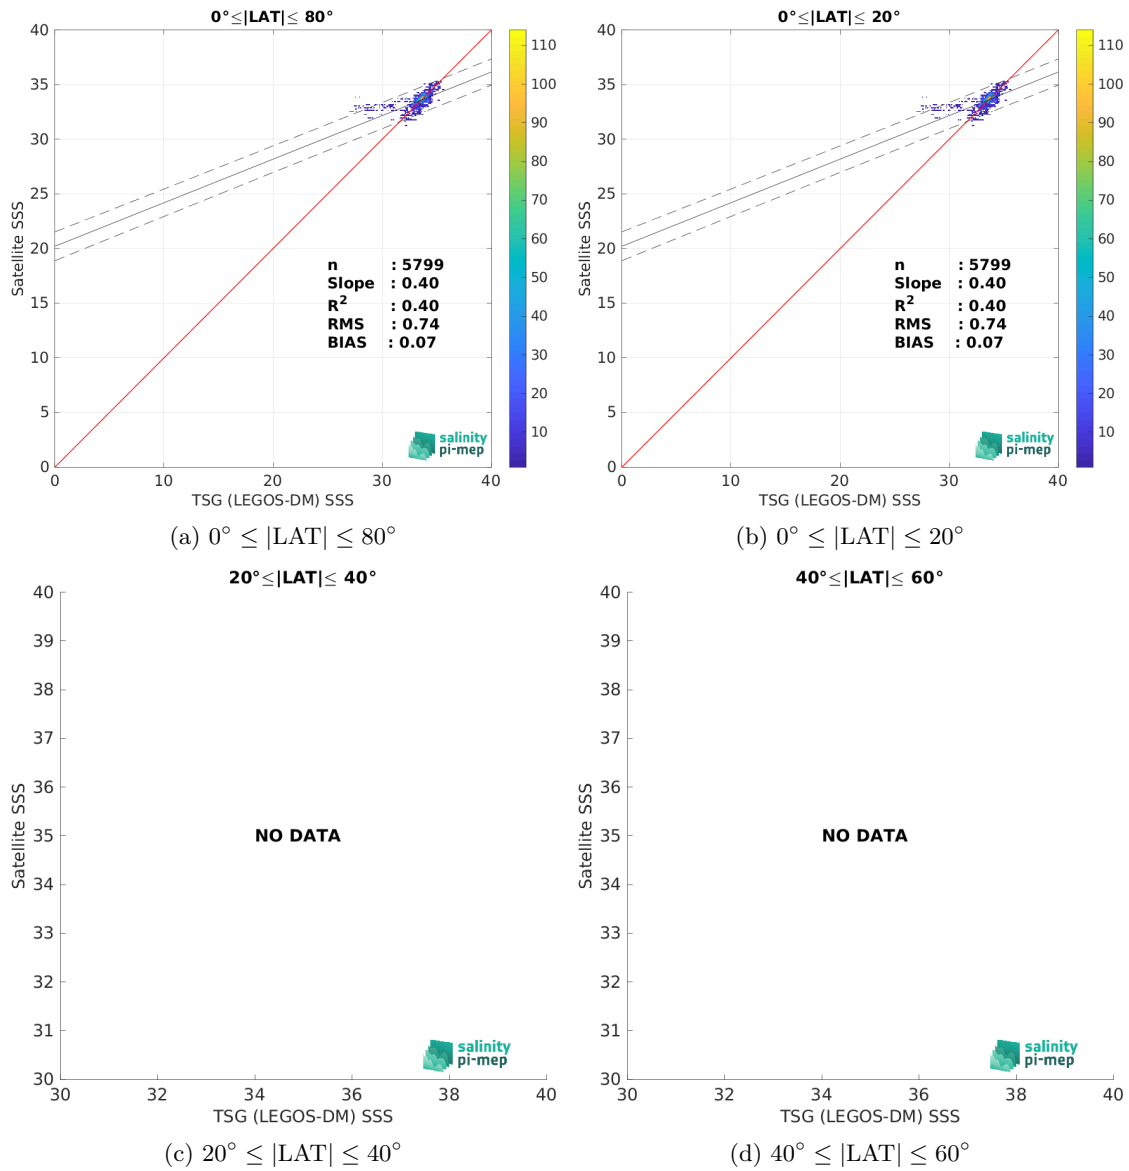 0°≤|LAT|≤ 80°
40
35
30
25
20
15
10
5
0
Satellite SSS
n : 5799
Slope : 0.40
R² : 0.40
RMS : 0.74
BIAS : 0.07
salinity
pi-mep
0 10 20 30 40
TSG (LEGOS-DM) SSS
110
100
90
80
70
60
50
40
30
20
10
(a) 0° ≤ |LAT| ≤ 80°
0°≤|LAT|≤ 20°
40
35
30
25
20
15
10
5
0
Satellite SSS
n : 5799
Slope : 0.40
R² : 0.40
RMS : 0.74
BIAS : 0.07
salinity
pi-mep
0 10 20 30 40
TSG (LEGOS-DM) SSS
110
100
90
80
70
60
50
40
30
20
10
(b) 0° ≤ |LAT| ≤ 20°
20°≤|LAT|≤ 40°
40
39
38
37
36
35
34
33
32
31
30
Satellite SSS
NO DATA
salinity
pi-mep
30 32 34 36 38 40
TSG (LEGOS-DM) SSS
(c) 20° ≤ |LAT| ≤ 40°
40°≤|LAT|≤ 60°
40
39
38
37
36
35
34
33
32
31
30
Satellite SSS
NO DATA
salinity
pi-mep
30 32 34 36 38 40
TSG (LEGOS-DM) SSS
(d) 40° ≤ |LAT| ≤ 60°